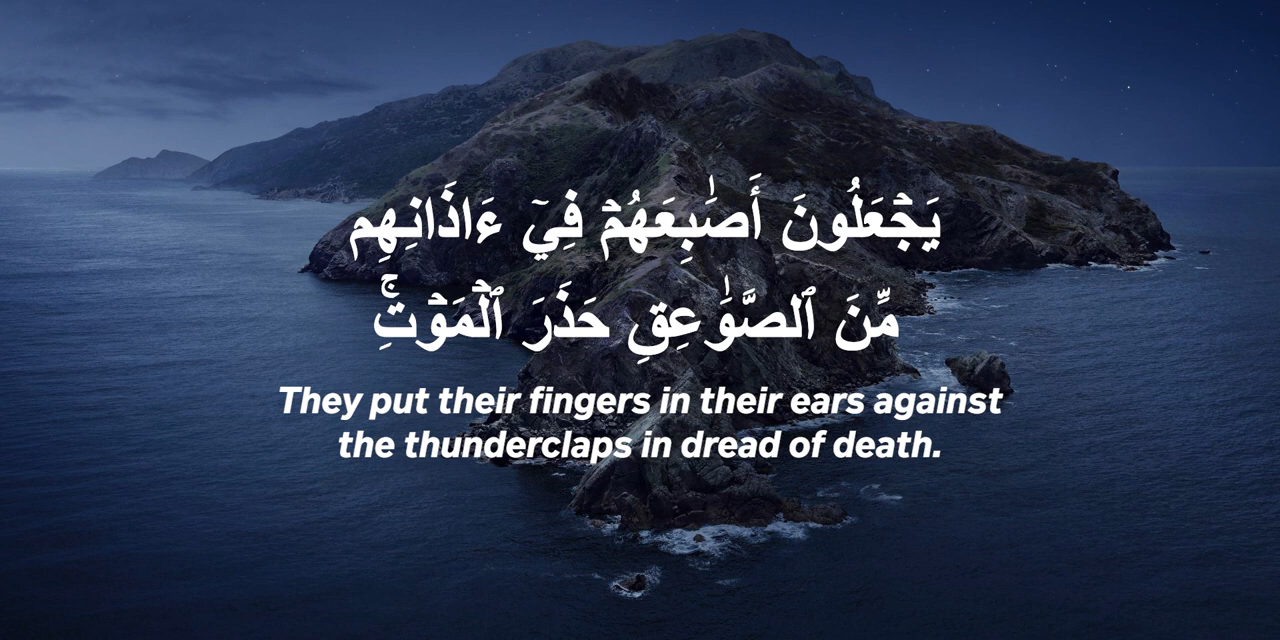 يَجْعَلُونَ أَصَٰبِعَهُمْ فِيٓ ءَاذَانِهِم
مِّنَ ٱلصَّوَٰعِقِ حَذَرَ ٱلْمَوْتِۚ
They put their fingers in their ears against
the thunderclaps in dread of death.